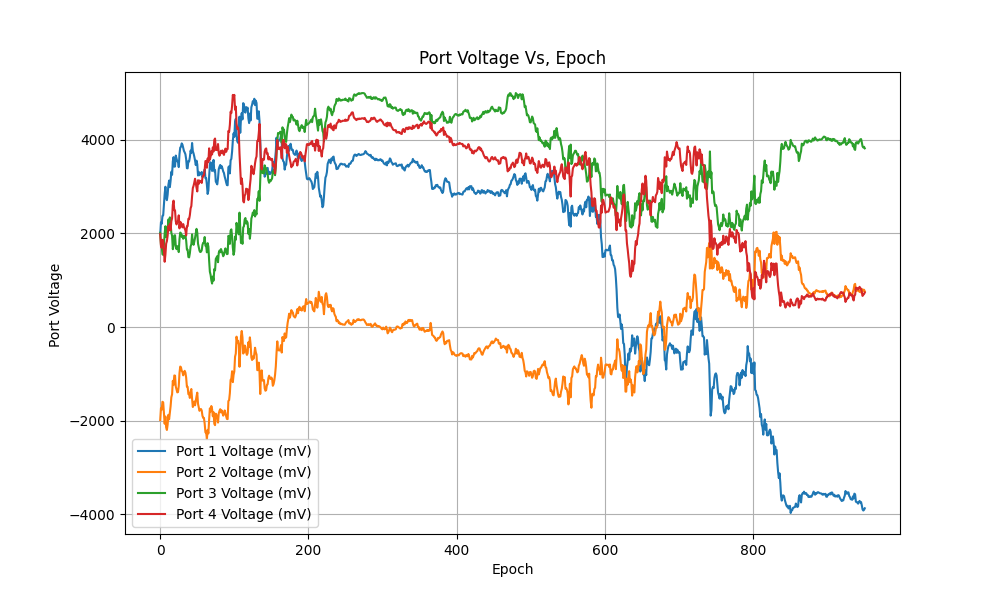 Port Voltage Vs, Epoch
Port Voltage
4000
2000
0
−2000
−4000
Port 1 Voltage (mV)
Port 2 Voltage (mV)
Port 3 Voltage (mV)
Port 4 Voltage (mV)
0 200 400 600 800
Epoch